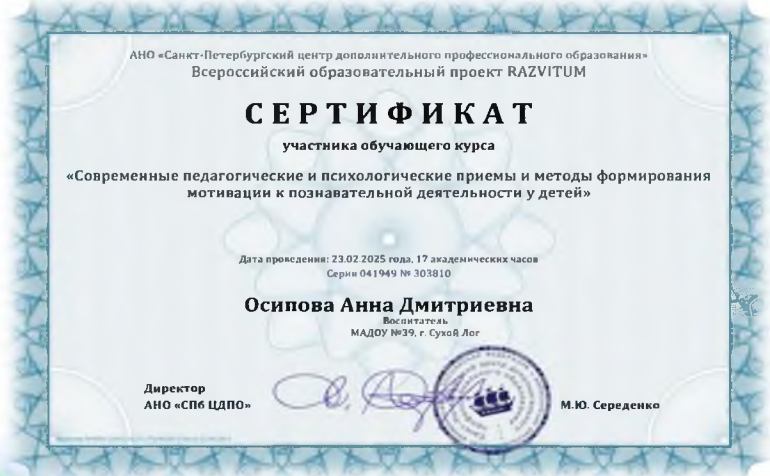 АНО «Санкт-Петербургский центр дополнительного профессионального образования»
Всероссийский образовательный проект RAZVITUM
СЕРТИФИКАТ
участника обучающего курса
«Современные педагогические и психологические приемы и методы формирования
мотивации к познавательной деятельности у детей»
Дата проведения: 23.02.2025 года, 17 академических часов
Серия 041949 № 303810
Осипова Анна Дмитриевна
Воспитатель
МАДОУ №39, г. Сухой Лог
Директор
АНО «СПб ЦДПО»
М.Ю. Середенко